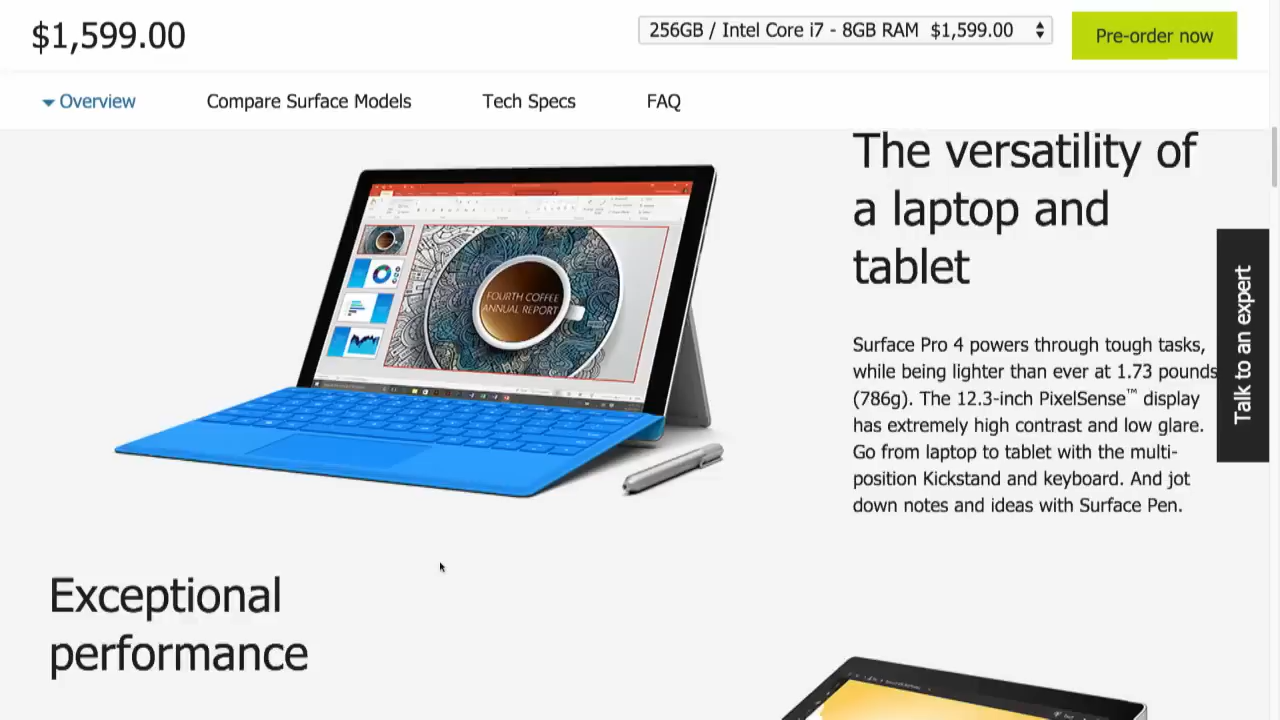 $1,599.00
256GB / Intel Core i7 - 8GB RAM $1,599.00
Pre-order now
Overview
Compare Surface Models
Tech Specs
FAQ
The versatility of
a laptop and
tablet
FOURTH COFFEE
ANNUAL REPORT
Surface Pro 4 powers through tough tasks,
while being lighter than ever at 1.73 pounds
(786g). The 12.3-inch PixelSense™ display
has extremely high contrast and low glare.
Go from laptop to tablet with the multi-
position Kickstand and keyboard. And jot
down notes and ideas with Surface Pen.
Talk to an expert
Exceptional
performance